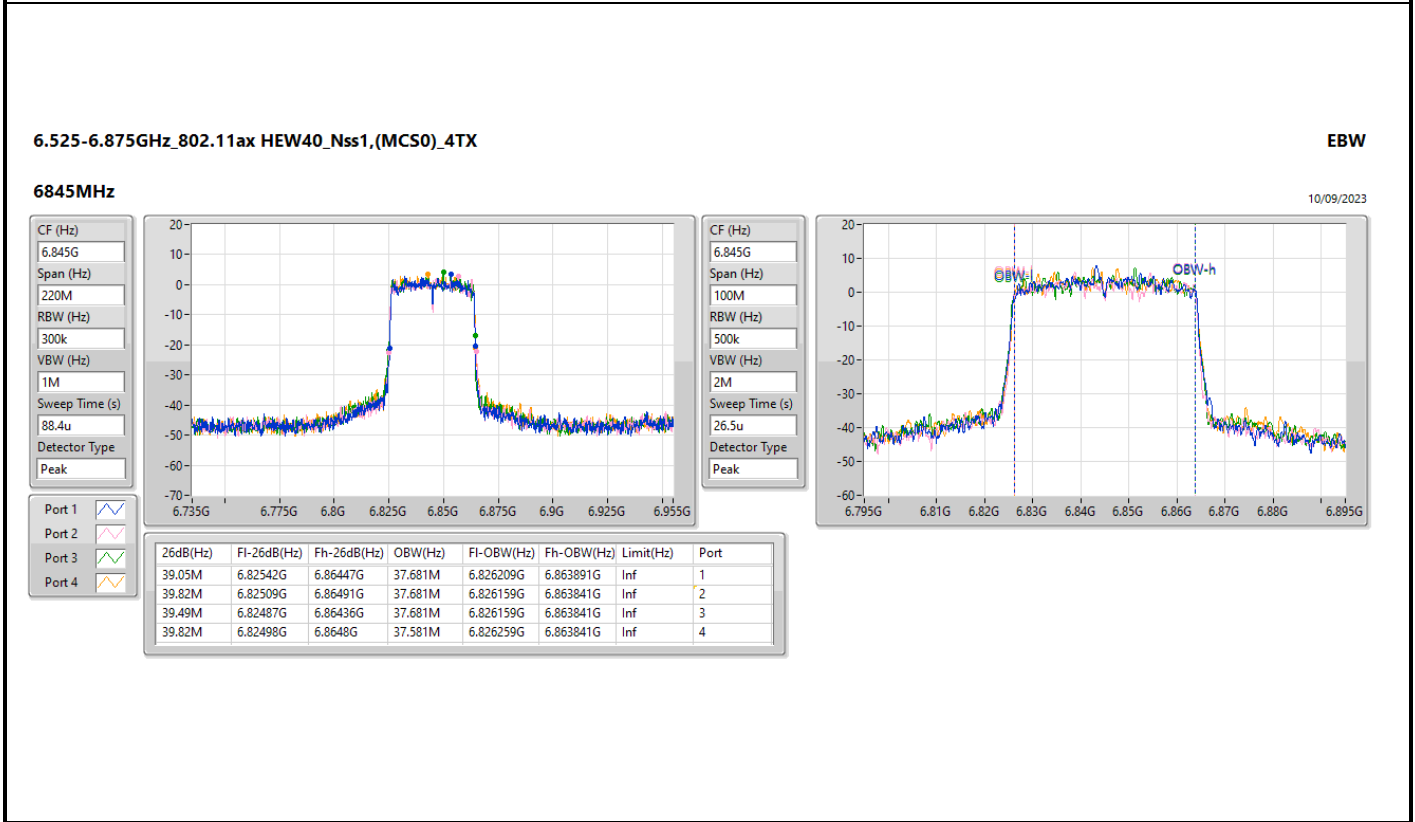 6.525-6.875GHz_802.11ax HEW40_Nss1,(MCS0)_4TX
EBW
6845MHz
10/09/2023
CF (Hz)
6.845G
Span (Hz)
220M
RBW (Hz)
300k
VBW (Hz)
1M
Sweep Time (s)
88.4u
Detector Type
Peak
20
10
0
-10
-20
-30
-40
-50
-60
-70
6.735G 6.775G 6.8G 6.825G 6.85G 6.875G 6.9G 6.925G 6.955G
CF (Hz)
6.845G
Span (Hz)
100M
RBW (Hz)
500k
VBW (Hz)
2M
Sweep Time (s)
26.5u
Detector Type
Peak
20
10
0
-10
-20
-30
-40
-50
-60
OBW-l OBW-h
6.795G 6.81G 6.82G 6.83G 6.84G 6.85G 6.86G 6.87G 6.88G 6.895G
Port 1
Port 2
Port 3
Port 4
26dB(Hz) Fl-26dB(Hz) Fh-26dB(Hz) OBW(Hz) Fl-OBW(Hz) Fh-OBW(Hz) Limit(Hz) Port
39.05M 6.82542G 6.86447G 37.681M 6.826209G 6.863891G Inf 1
39.82M 6.82509G 6.86491G 37.681M 6.826159G 6.863841G Inf 2
39.49M 6.82487G 6.86436G 37.681M 6.826159G 6.863841G Inf 3
39.82M 6.82498G 6.8648G 37.581M 6.826259G 6.863841G Inf 4